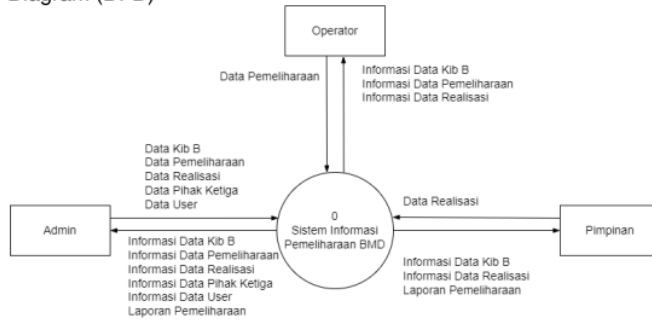 Diagram (DFD)
Operator
Data Pemeliharaan
Informasi Data Kib B
Informasi Data Pemeliharaan
Informasi Data Realisasi
Data Kib B
Data Pemeliharaan
Data Realisasi
Data Pihak Ketiga
Data User
Admin
0
Sistem Informasi
Pemeliharaan BMD
Data Realisasi
Pimpinan
Informasi Data Kib B
Informasi Data Pemeliharaan
Informasi Data Realisasi
Informasi Data Pihak Ketiga
Informasi Data User
Laporan Pemeliharaan
Informasi Data Kib B
Informasi Data Realisasi
Laporan Pemeliharaan